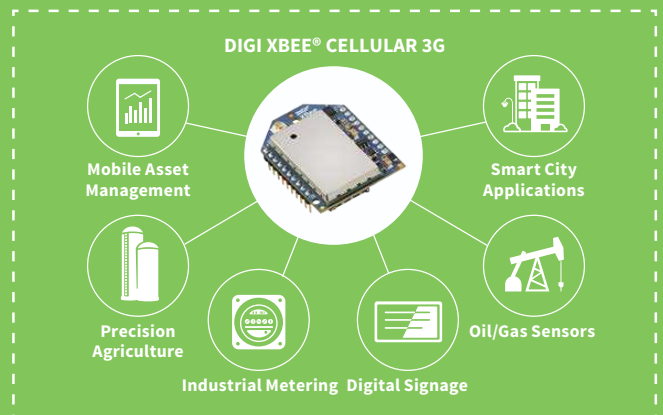 DIGI XBEE® CELLULAR 3G
Mobile Asset
Management
Smart City
Applications
Precision
Agriculture
Oil/Gas Sensors
Industrial Metering
Digital Signage